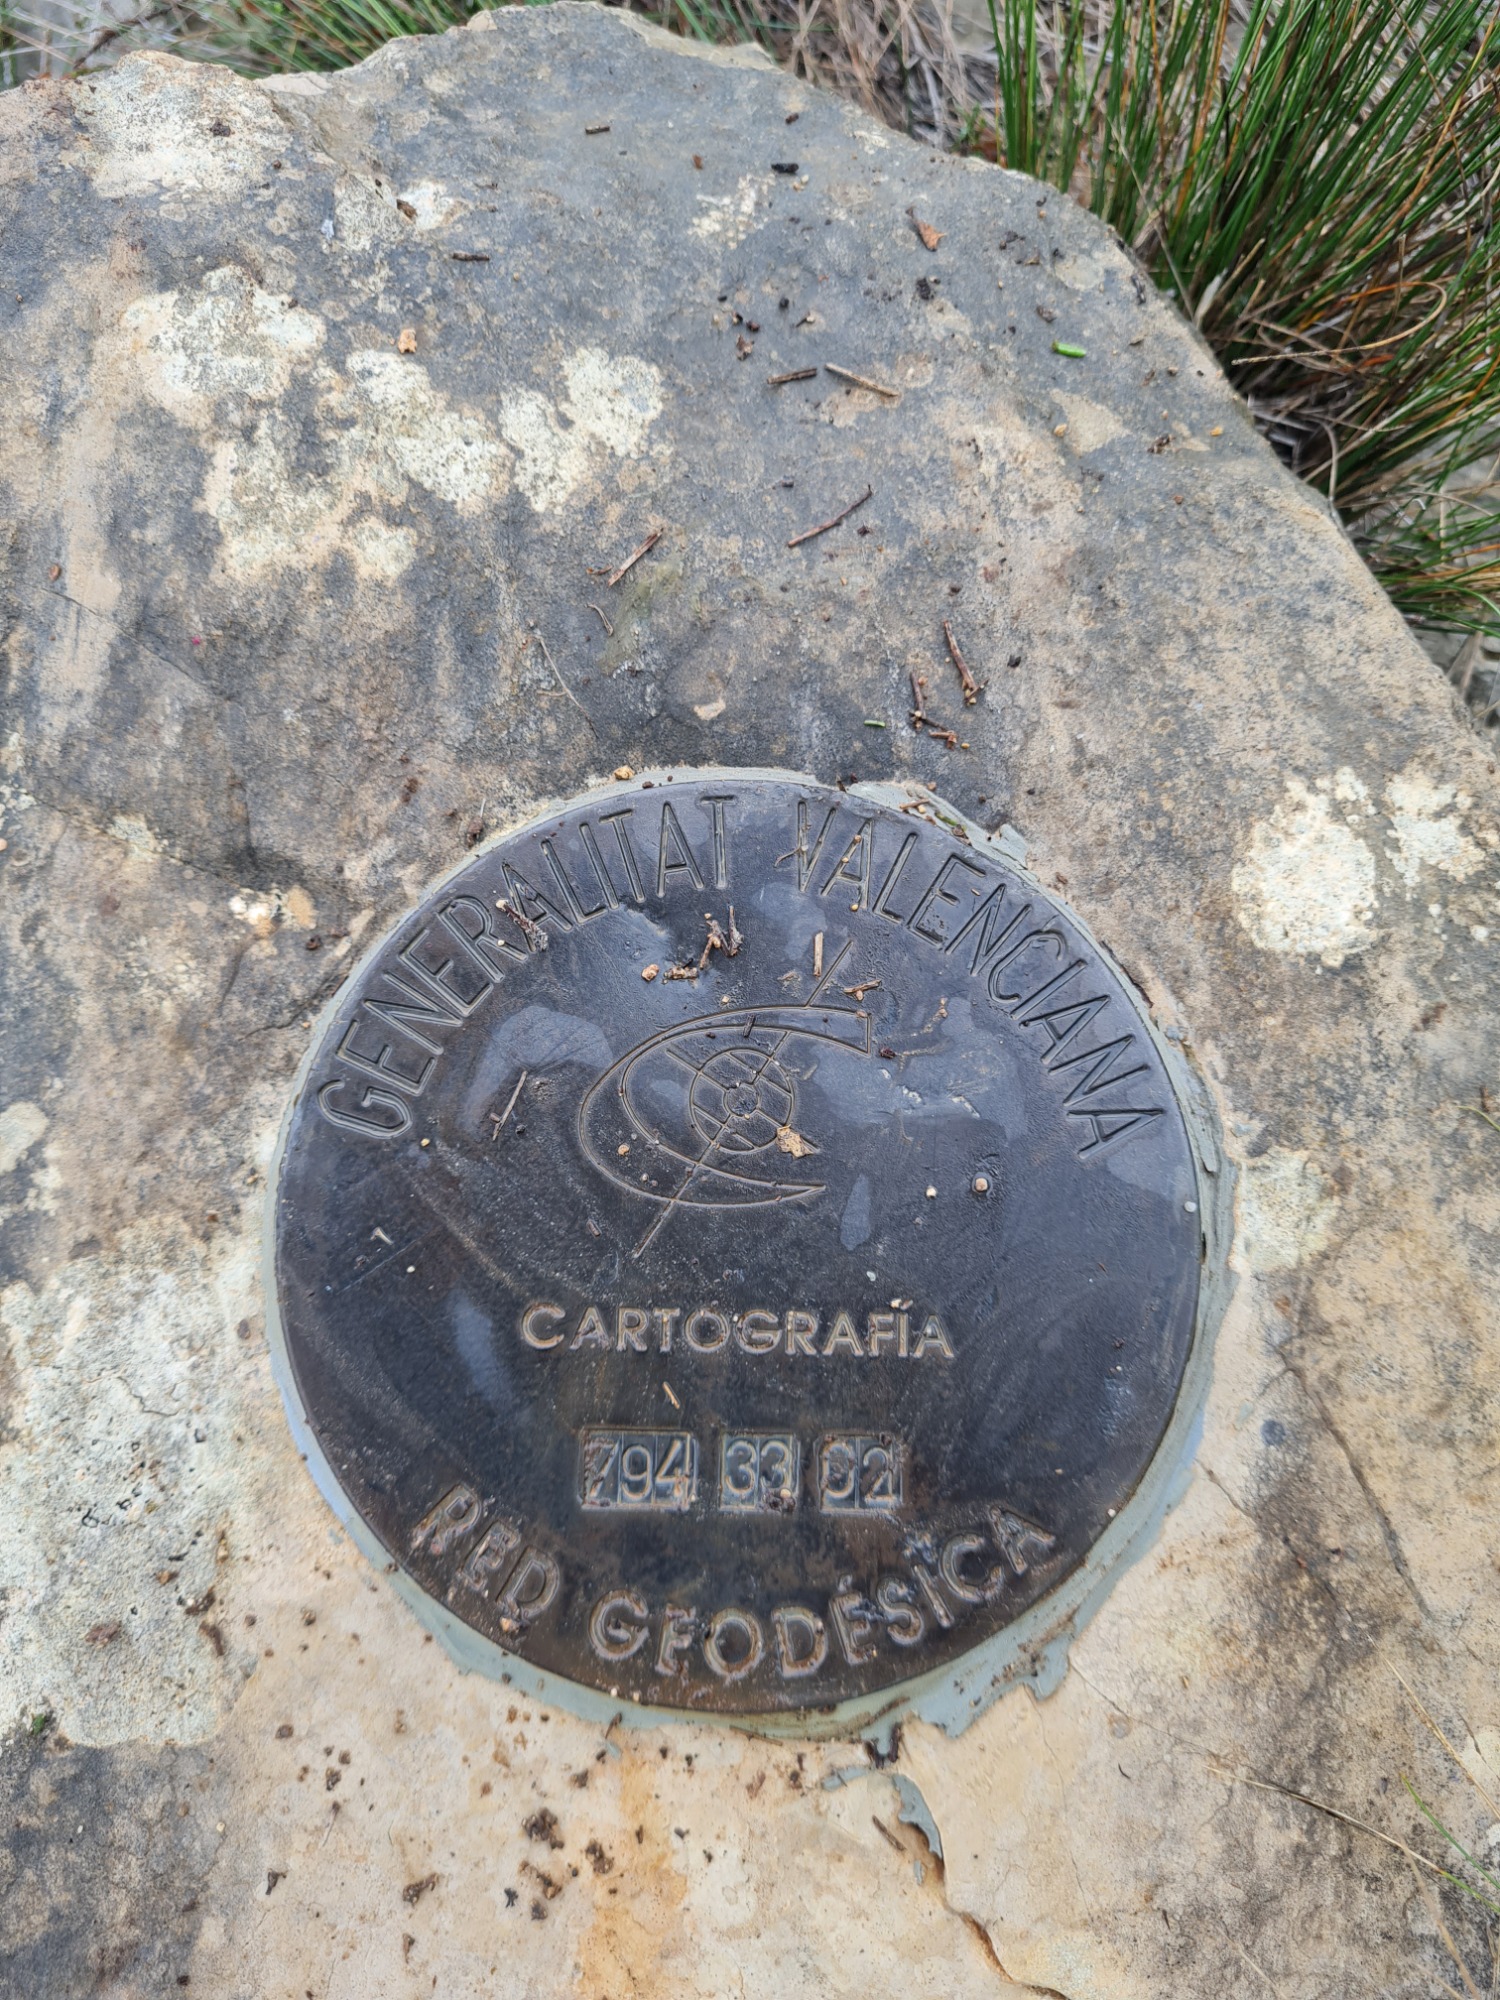 GENERALITAT VALENCIANA
CARTOGRAFÍA
794 33 02
RED GEODÉSICA